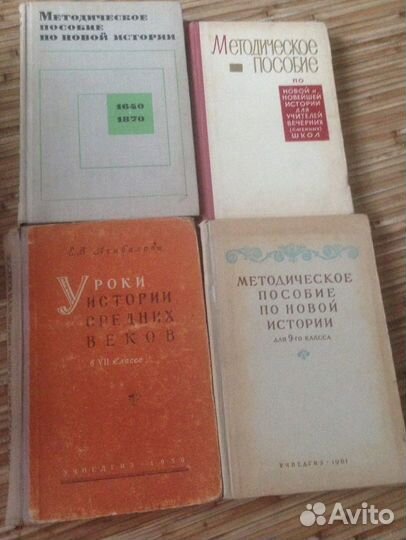 Методическое
пособие
по новой истории
1640
1870
Методическое
пособие
по
новой и
новейшей
истории
для
учителей
вечерних
(сменных)
школ
Уроки
истории
средних
веков
в VII классе
Учпедгиз · 1959
Методическое
пособие
по новой
истории
для 9-го класса
Учпедгиз · 1961
Avito